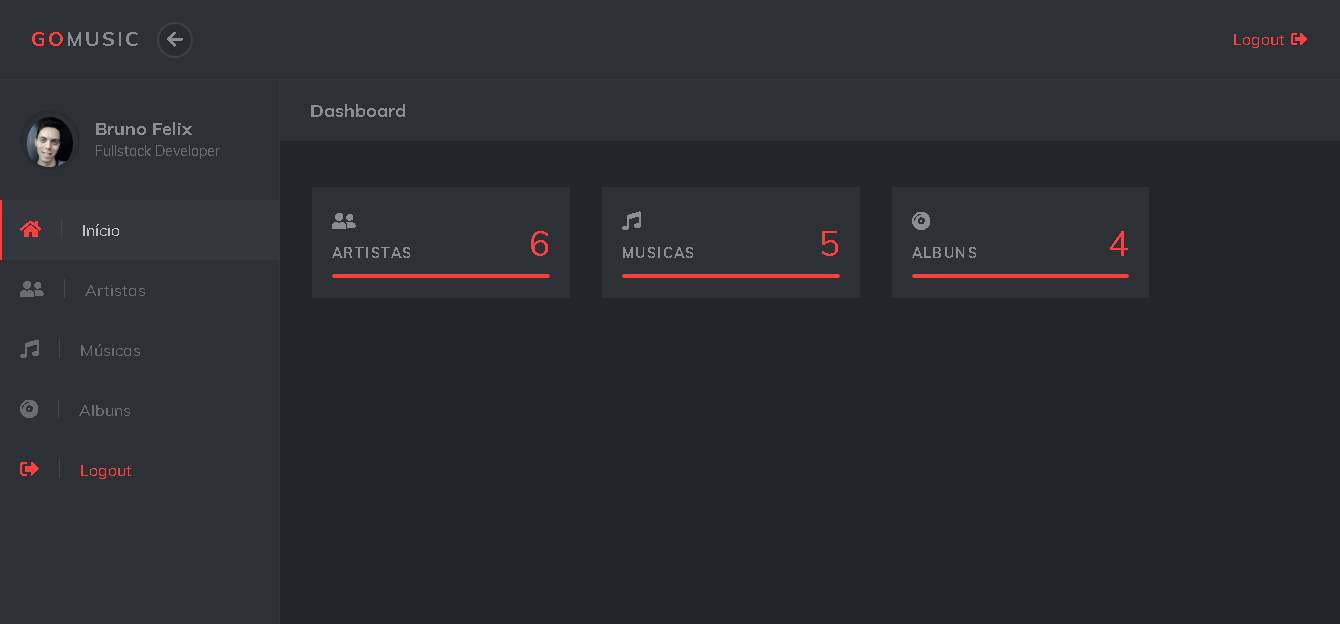 GOMUSIC
Logout
Bruno Felix
Fullstack Developer
Início
Artistas
Músicas
Albuns
Logout
Dashboard
ARTISTAS 6
MUSICAS 5
ALBUNS 4